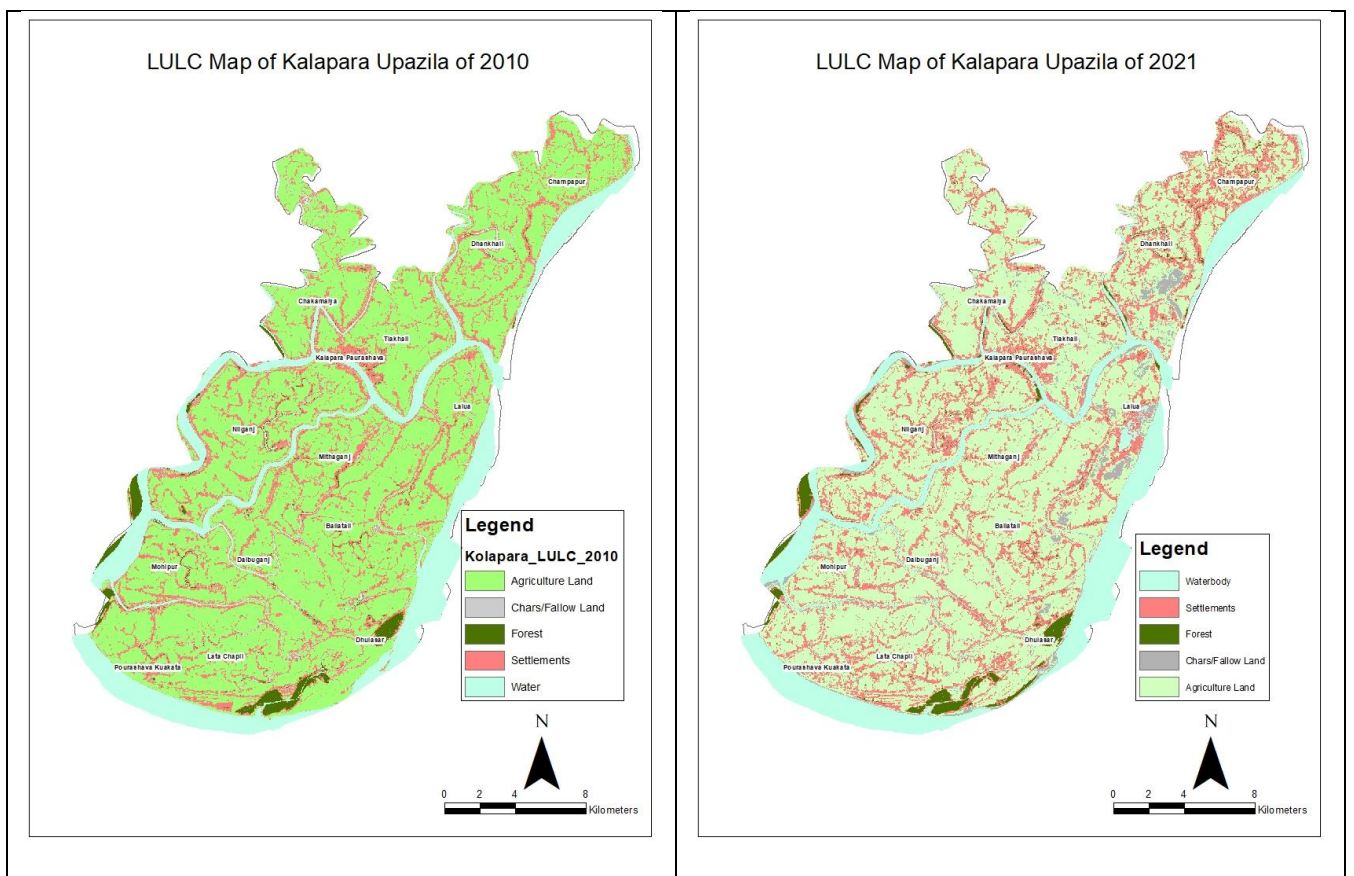 LULC Map of Kalapara Upazila of 2010
Champapur
Dhankhali
Chakamaiya
Tiakhali
Kalapara Paurashava
Lalua
Nilganj
Mithaganj
Baliatali
Dalbuganj
Mohipur
Dhulasar
Lata Chapli
Pourashava Kuakata
Legend
Kolapara_LULC_2010
Agriculture Land
Chars/Fallow Land
Forest
Settlements
Water
N
0 2 4 8
Kilometers
LULC Map of Kalapara Upazila of 2021
Champapur
Dhankhali
Chakamaiya
Tiakhali
Kalapara Paurashava
Lalua
Nilganj
Mithaganj
Baliatali
Dalbuganj
Mohipur
Dhulasar
Lata Chapli
Pourashava Kuakata
Legend
Waterbody
Settlements
Forest
Chars/Fallow Land
Agriculture Land
N
0 2 4 8
Kilometers